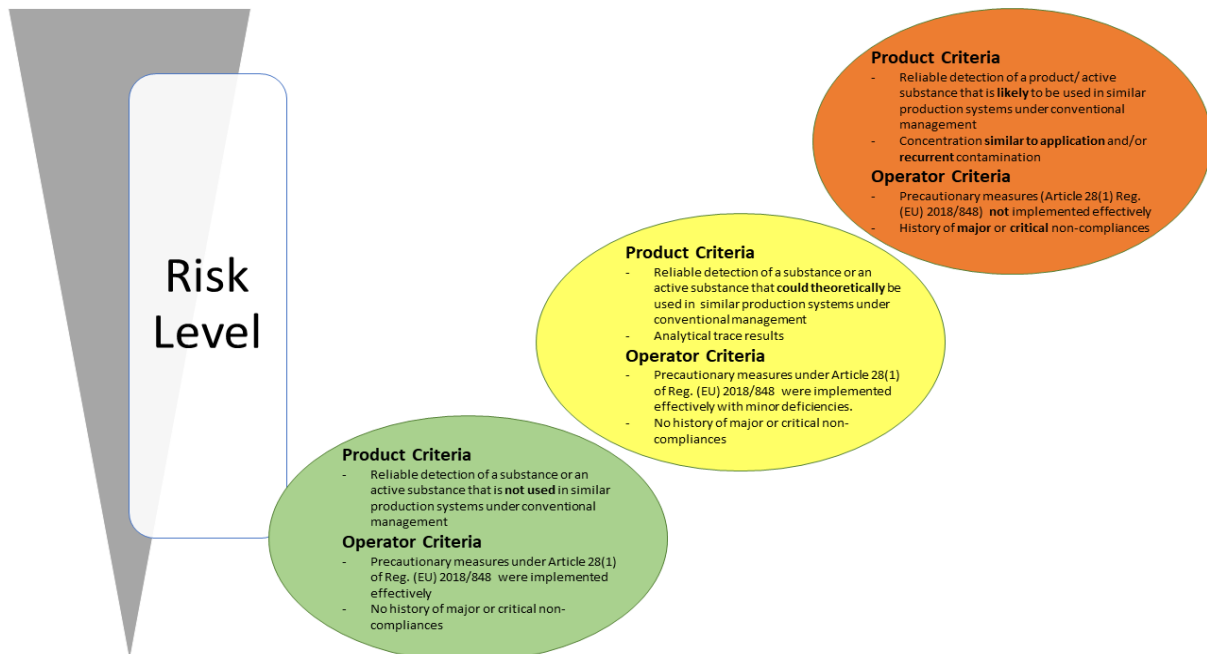 Risk
Level
Product Criteria
- Reliable detection of a product/ active
substance that is likely to be used in similar
production systems under conventional
management
- Concentration similar to application and/or
recurrent contamination
Operator Criteria
- Precautionary measures (Article 28(1) Reg.
(EU) 2018/848) not implemented effectively
- History of major or critical non-compliances
Product Criteria
- Reliable detection of a substance or an
active substance that could theoretically be
used in similar production systems under
conventional management
- Analytical trace results
Operator Criteria
- Precautionary measures under Article 28(1)
of Reg. (EU) 2018/848 were implemented
effectively with minor deficiencies.
- No history of major or critical non-
compliances
Product Criteria
- Reliable detection of a substance or an
active substance that is not used in similar
production systems under conventional
management
Operator Criteria
- Precautionary measures under Article 28(1)
of Reg. (EU) 2018/848 were implemented
effectively
- No history of major or critical non-
compliances